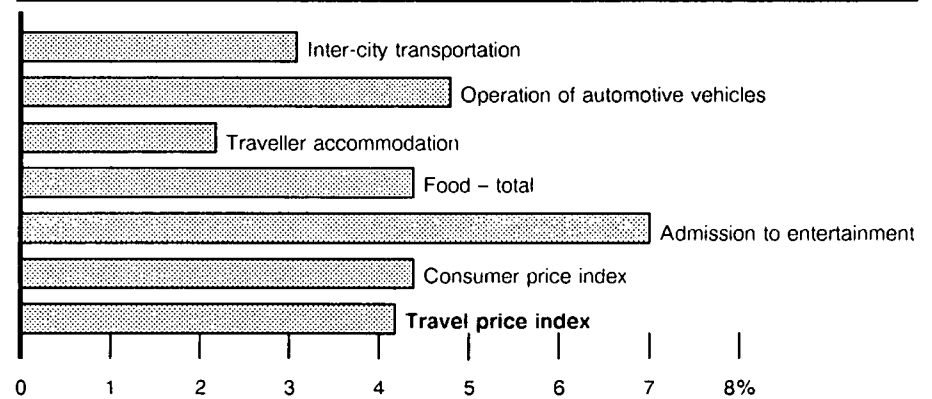 Inter-city transportation
Operation of automotive vehicles
Traveller accommodation
Food – total
Admission to entertainment
Consumer price index
Travel price index
0 1 2 3 4 5 6 7 8%